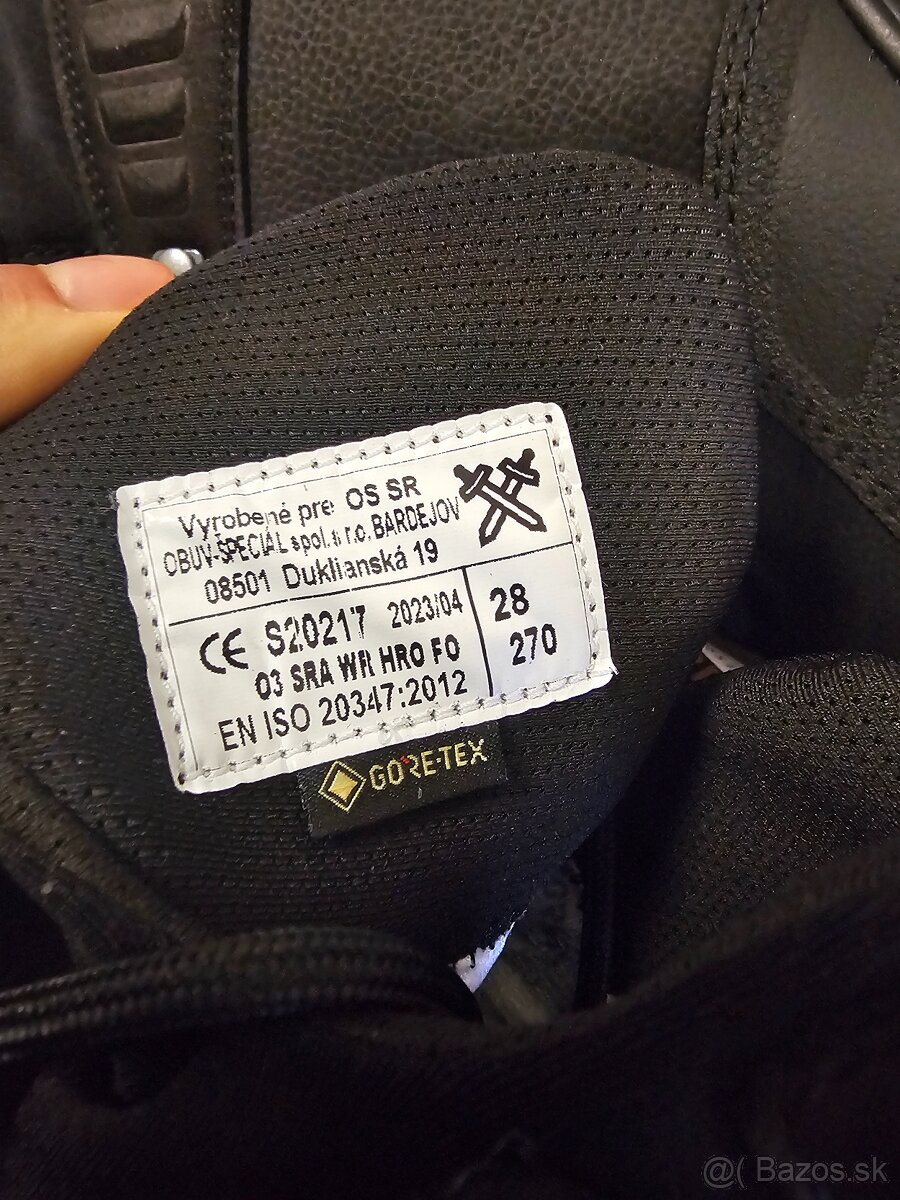 Vyrobené pre OS SR
OBUV-ŠPECIÁL spol. s r.o. BARDEJOV
08501 Duklianská 19
CE S20217 2023/04
O3 SRA WR HRO FO
EN ISO 20347:2012
28
270
GORE-TEX
@( Bazos.sk